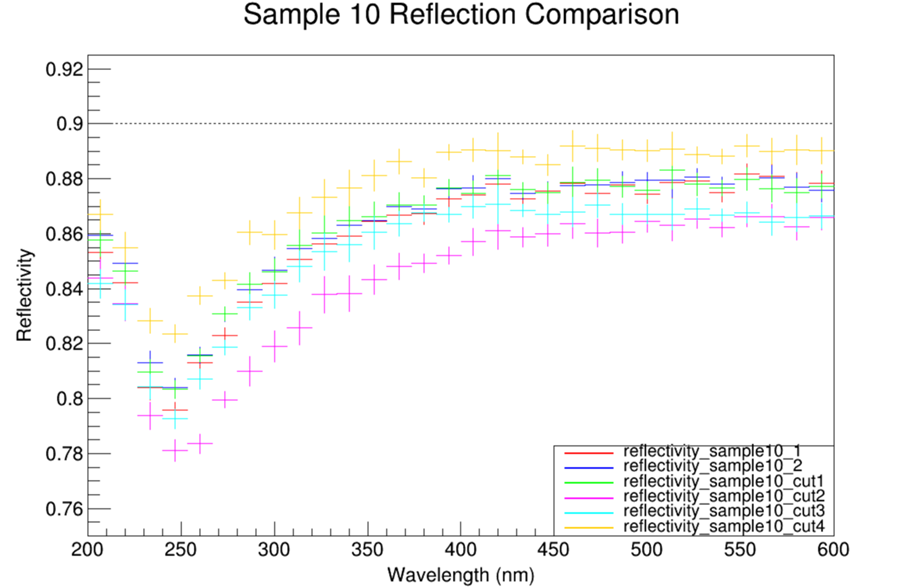 Sample 10 Reflection Comparison
Reflectivity
0.92
0.9
0.88
0.86
0.84
0.82
0.8
0.78
0.76
reflectivity_sample10_1
reflectivity_sample10_2
reflectivity_sample10_cut1
reflectivity_sample10_cut2
reflectivity_sample10_cut3
reflectivity_sample10_cut4
200 250 300 350 400 450 500 550 600
Wavelength (nm)